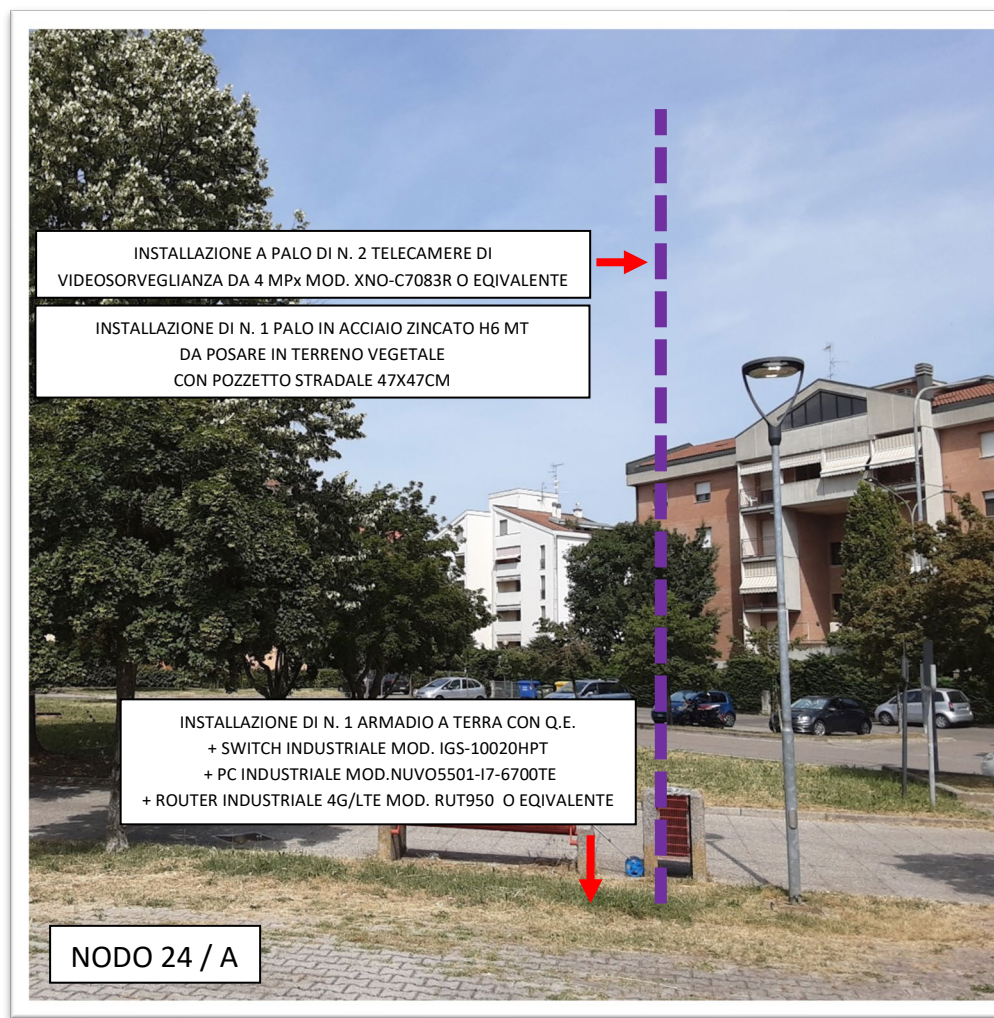 INSTALLAZIONE A PALO DI N. 2 TELECAMERE DI
VIDEOSORVEGLIANZA DA 4 MPx MOD. XNO-C7083R O EQIVALENTE
INSTALLAZIONE DI N. 1 PALO IN ACCIAIO ZINCATO H6 MT
DA POSARE IN TERRENO VEGETALE
CON POZZETTO STRADALE 47X47CM
INSTALLAZIONE DI N. 1 ARMADIO A TERRA CON Q.E.
+ SWITCH INDUSTRIALE MOD. IGS-10020HPT
+ PC INDUSTRIALE MOD.NUVO5501-I7-6700TE
+ ROUTER INDUSTRIALE 4G/LTE MOD. RUT950 O EQIVALENTE
NODO 24 / A